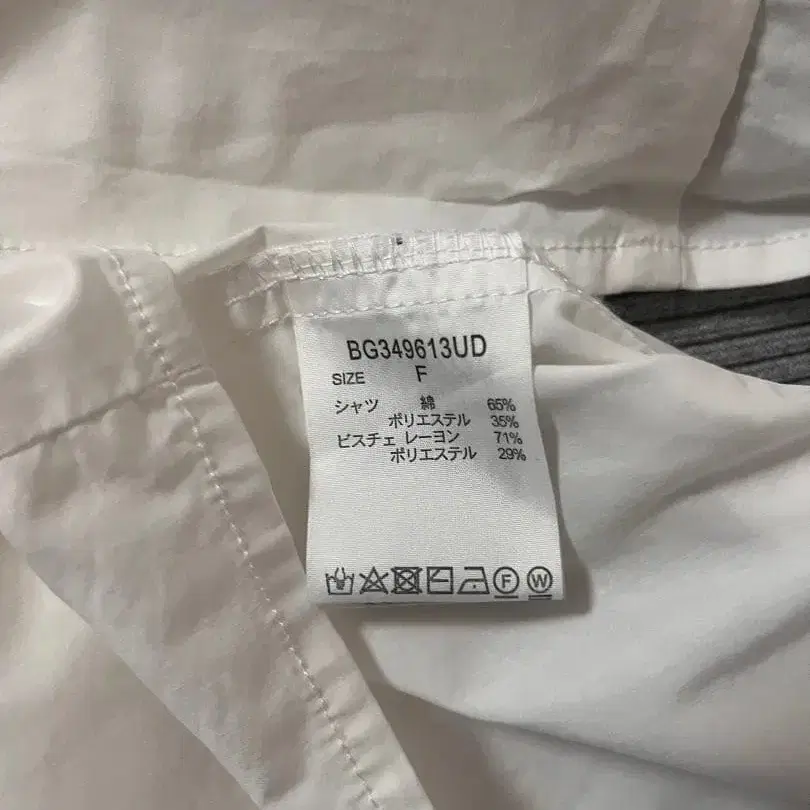 BG349613UD
SIZE F
シャツ 綿 65%
ポリエステル 35%
ビスチェ レーヨン 71%
ポリエステル 29%
F W